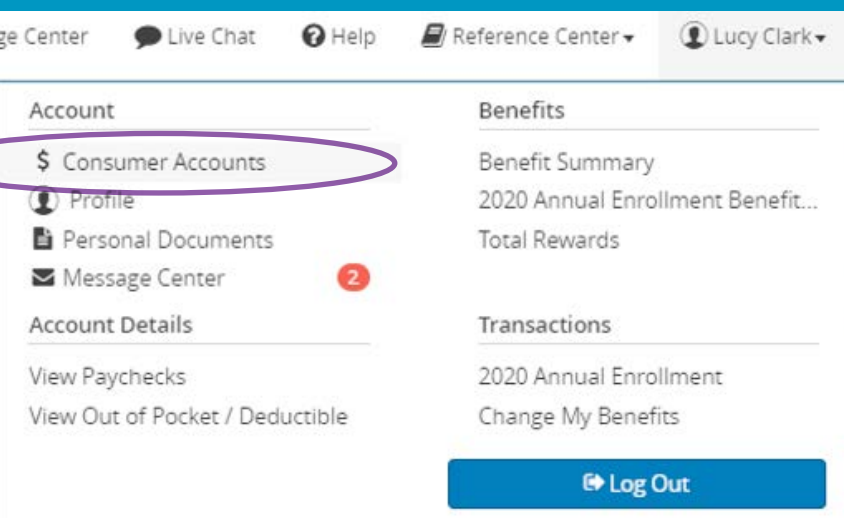 ge Center Live Chat Help Reference Center Lucy Clark
Account
$ Consumer Accounts
Profile
Personal Documents
Message Center 2
Account Details
View Paychecks
View Out of Pocket / Deductible
Benefits
Benefit Summary
2020 Annual Enrollment Benefit...
Total Rewards
Transactions
2020 Annual Enrollment
Change My Benefits
Log Out